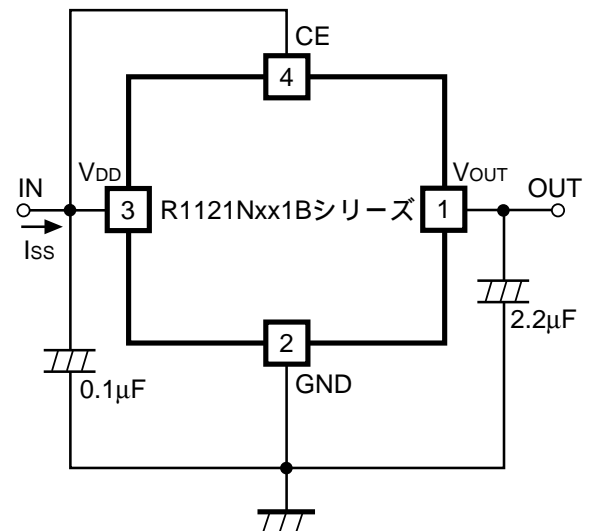 CE
4
IN
VDD
VOUT
OUT
3
R1121Nxx1Bシリーズ
1
ISS
2
2.2μF
0.1μF
GND